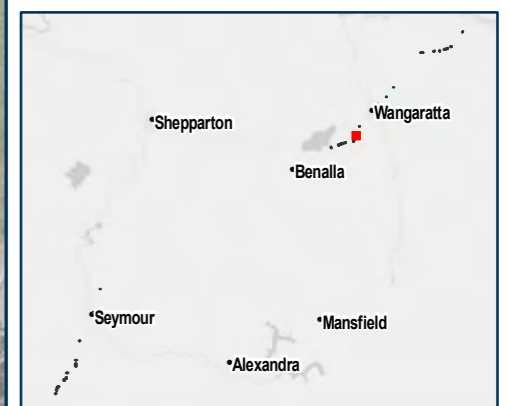 Wangaratta
Shepparton
Benalla
Seymour
Mansfield
Alexandra